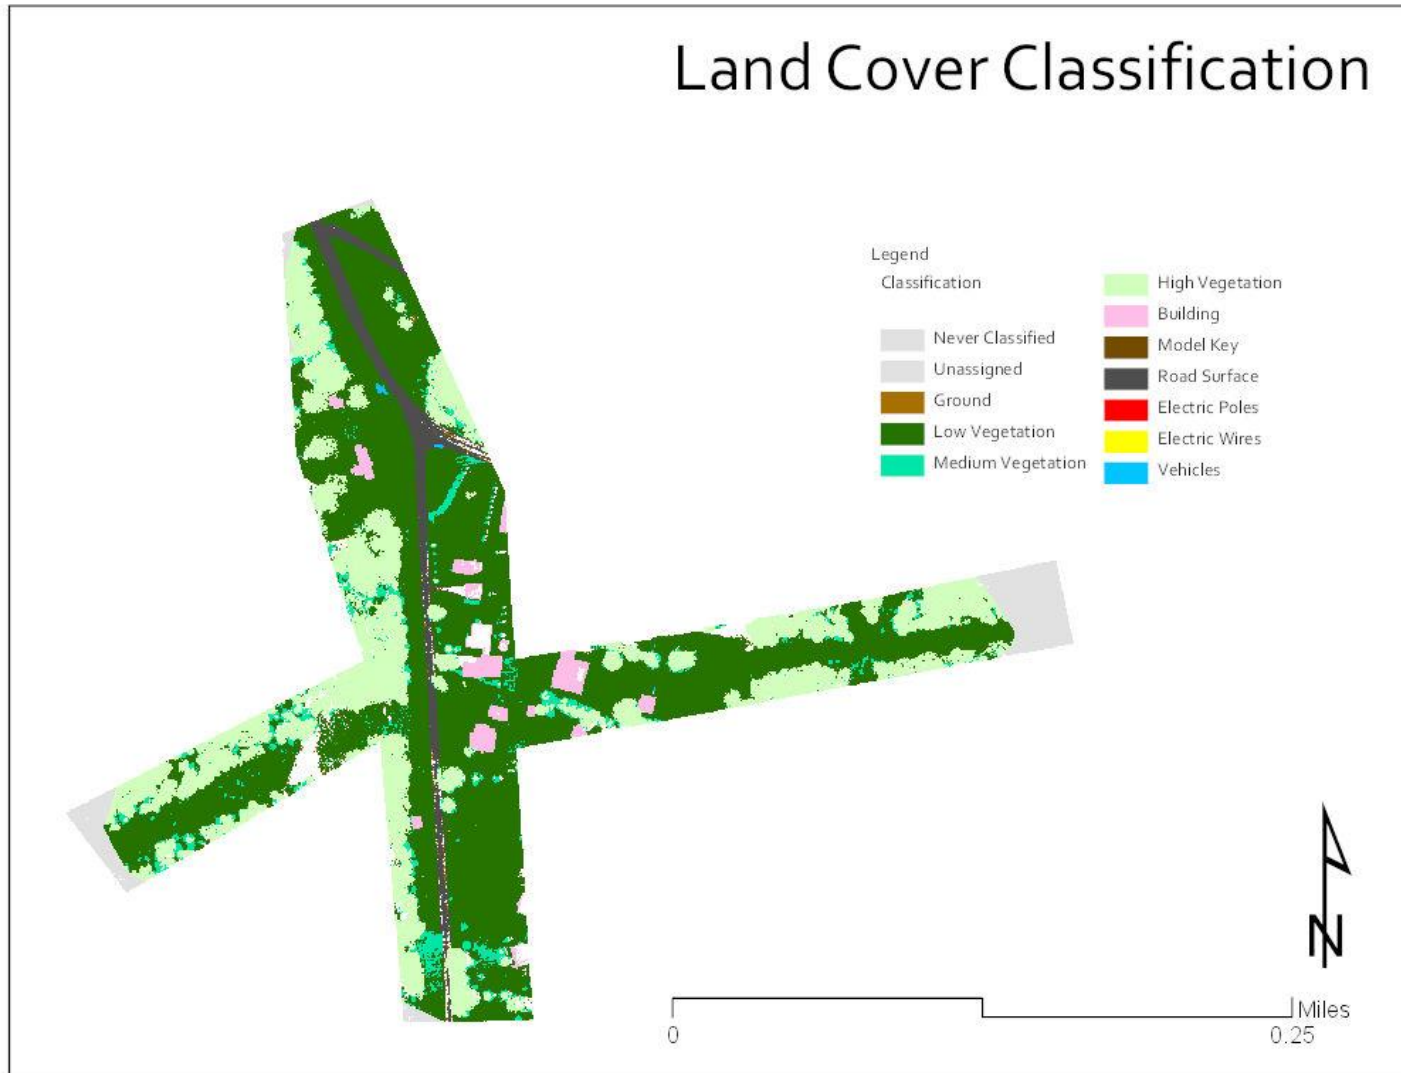 Land Cover Classification
Legend
Classification
Never Classified
Unassigned
Ground
Low Vegetation
Medium Vegetation
High Vegetation
Building
Model Key
Road Surface
Electric Poles
Electric Wires
Vehicles
N
Miles
0
0.25